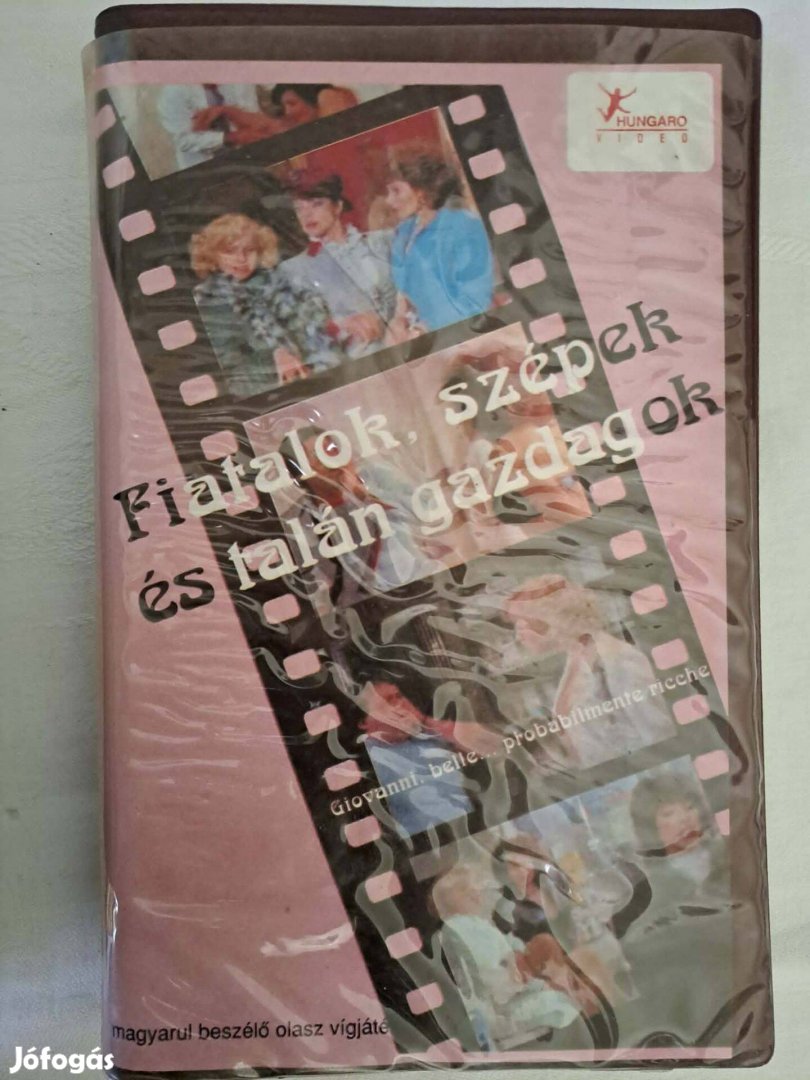 HUNGARO
VIDEO
Fiatalok, szépek
és talán gazdagok
Giovanni, belle... probabilmente ricche
magyarul beszélő olasz vígjáté
Jófogás